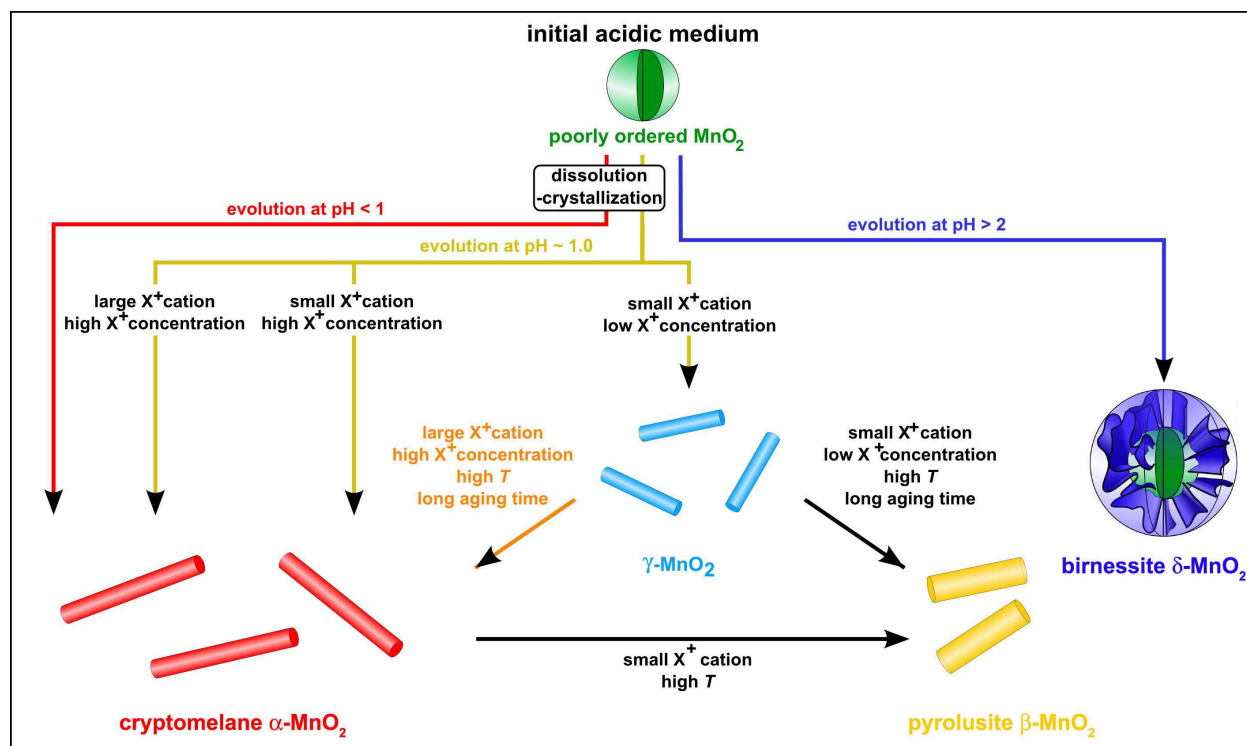 initial acidic medium
poorly ordered MnO₂
dissolution
-crystallization
evolution at pH < 1
evolution at pH > 2
evolution at pH ~ 1.0
large X⁺cation
high X⁺concentration
small X⁺cation
high X⁺concentration
small X⁺cation
low X⁺concentration
large X⁺cation
high X⁺concentration
high T
long aging time
small X⁺cation
low X⁺concentration
high T
long aging time
γ-MnO₂
birnessite δ-MnO₂
small X⁺ cation
high T
cryptomelane α-MnO₂
pyrolusite β-MnO₂